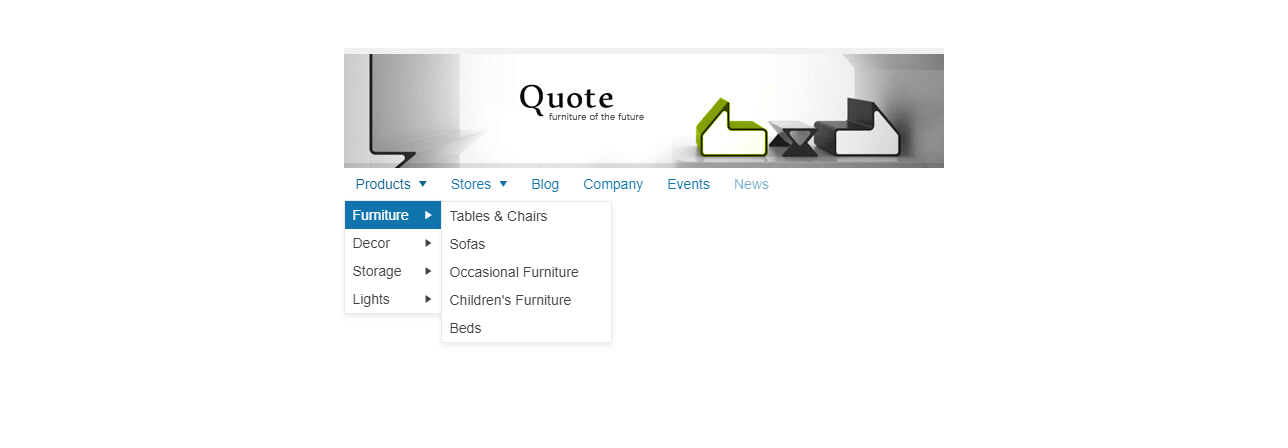 Quote
furniture of the future
Products Stores Blog Company Events News
Furniture
Decor
Storage
Lights
Tables & Chairs
Sofas
Occasional Furniture
Children's Furniture
Beds